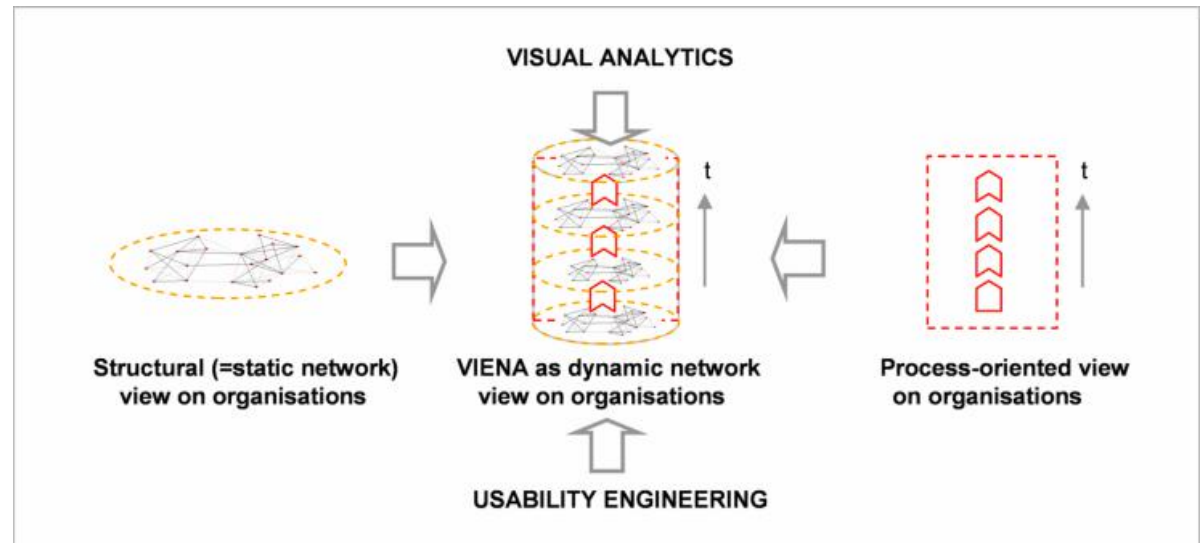 VISUAL ANALYTICS
t
t
Structural (=static network)
view on organisations
VIENA as dynamic network
view on organisations
Process-oriented view
on organisations
USABILITY ENGINEERING